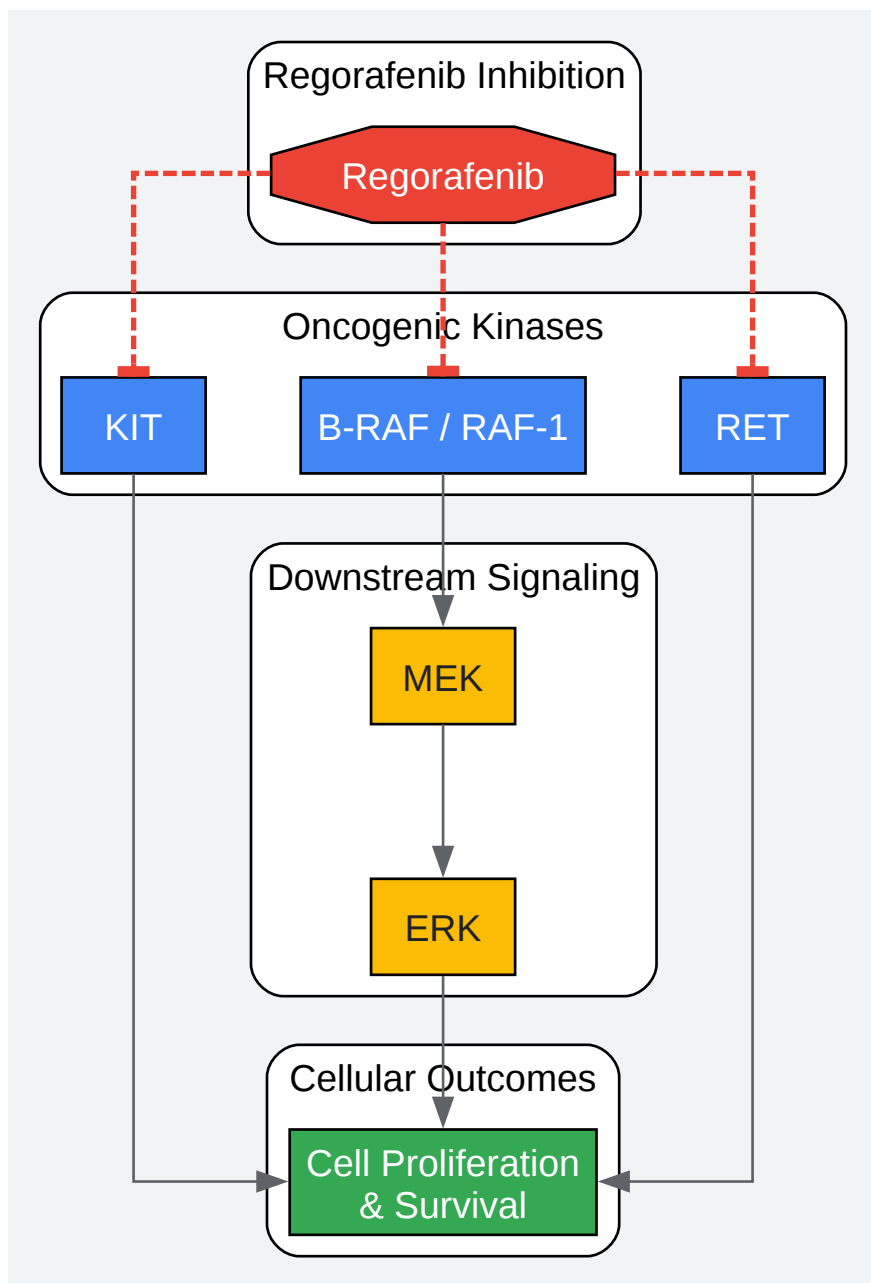 Regorafenib Inhibition
Regorafenib
Oncogenic Kinases
KIT
B-RAF / RAF-1
RET
Downstream Signaling
MEK
ERK
Cellular Outcomes
Cell Proliferation
& Survival